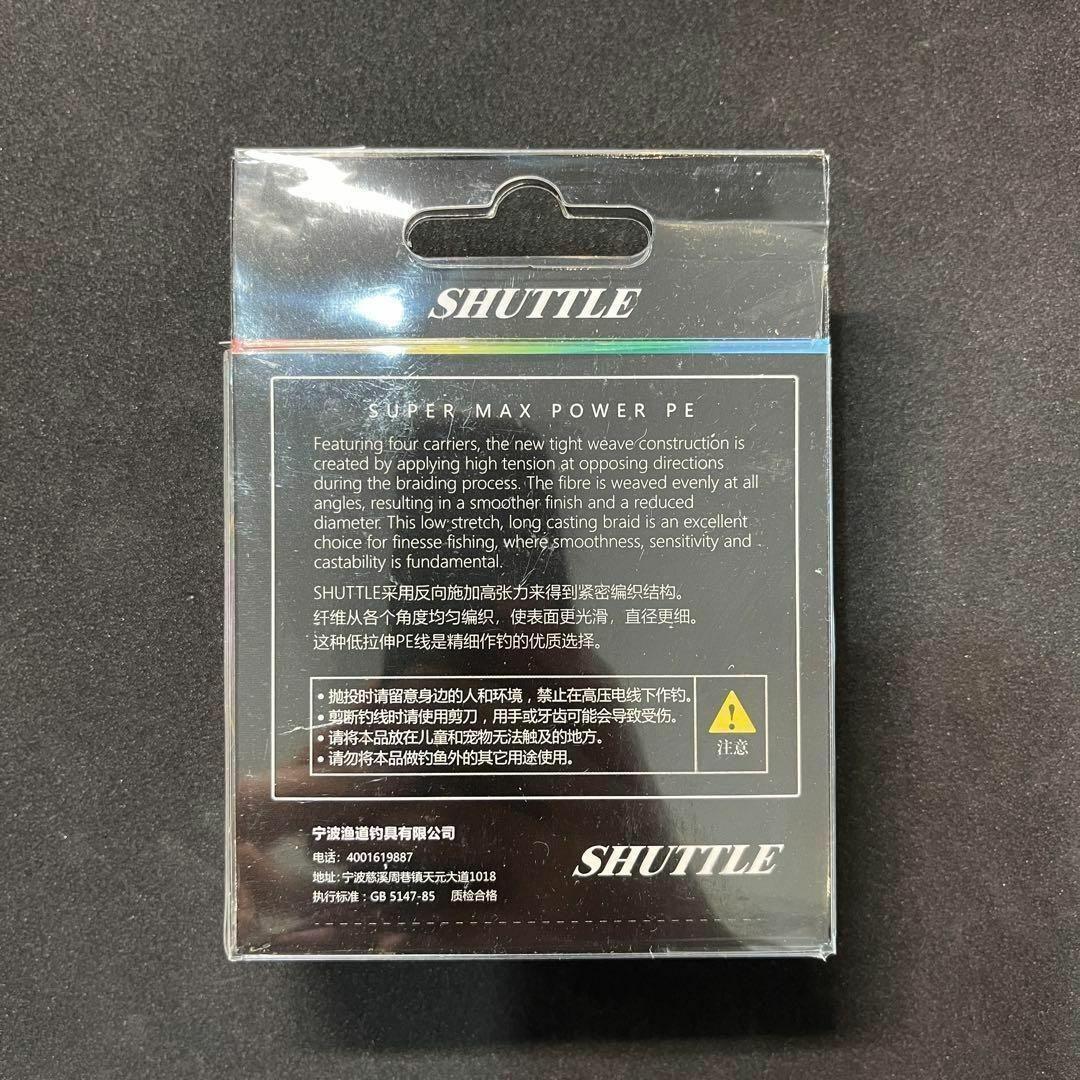 SHUTTLE
SUPER MAX POWER PE
Featuring four carriers, the new tight weave construction is
created by applying high tension at opposing directions
during the braiding process. The fibre is weaved evenly at all
angles, resulting in a smoother finish and a reduced
diameter. This low stretch, long casting braid is an excellent
choice for finesse fishing, where smoothness, sensitivity and
castability is fundamental.
SHUTTLE采用反向施加高张力来得到紧密编织结构。
纤维从各个角度均匀编织，使表面更光滑，直径更细。
这种低拉伸PE线是精细作钓的优质选择。
• 抛投时请留意身边的人和环境，禁止在高压电线下作钓。
• 剪断钓线时请使用剪刀，用手或牙齿可能会导致受伤。
• 请将本品放在儿童和宠物无法触及的地方。
• 请勿将本品做钓鱼外的其它用途使用。
注意
宁波渔道钓具有限公司
电话：4001619887
地址：宁波慈溪周巷镇天元大道1018
执行标准：GB 5147-85 质检合格
SHUTTLE